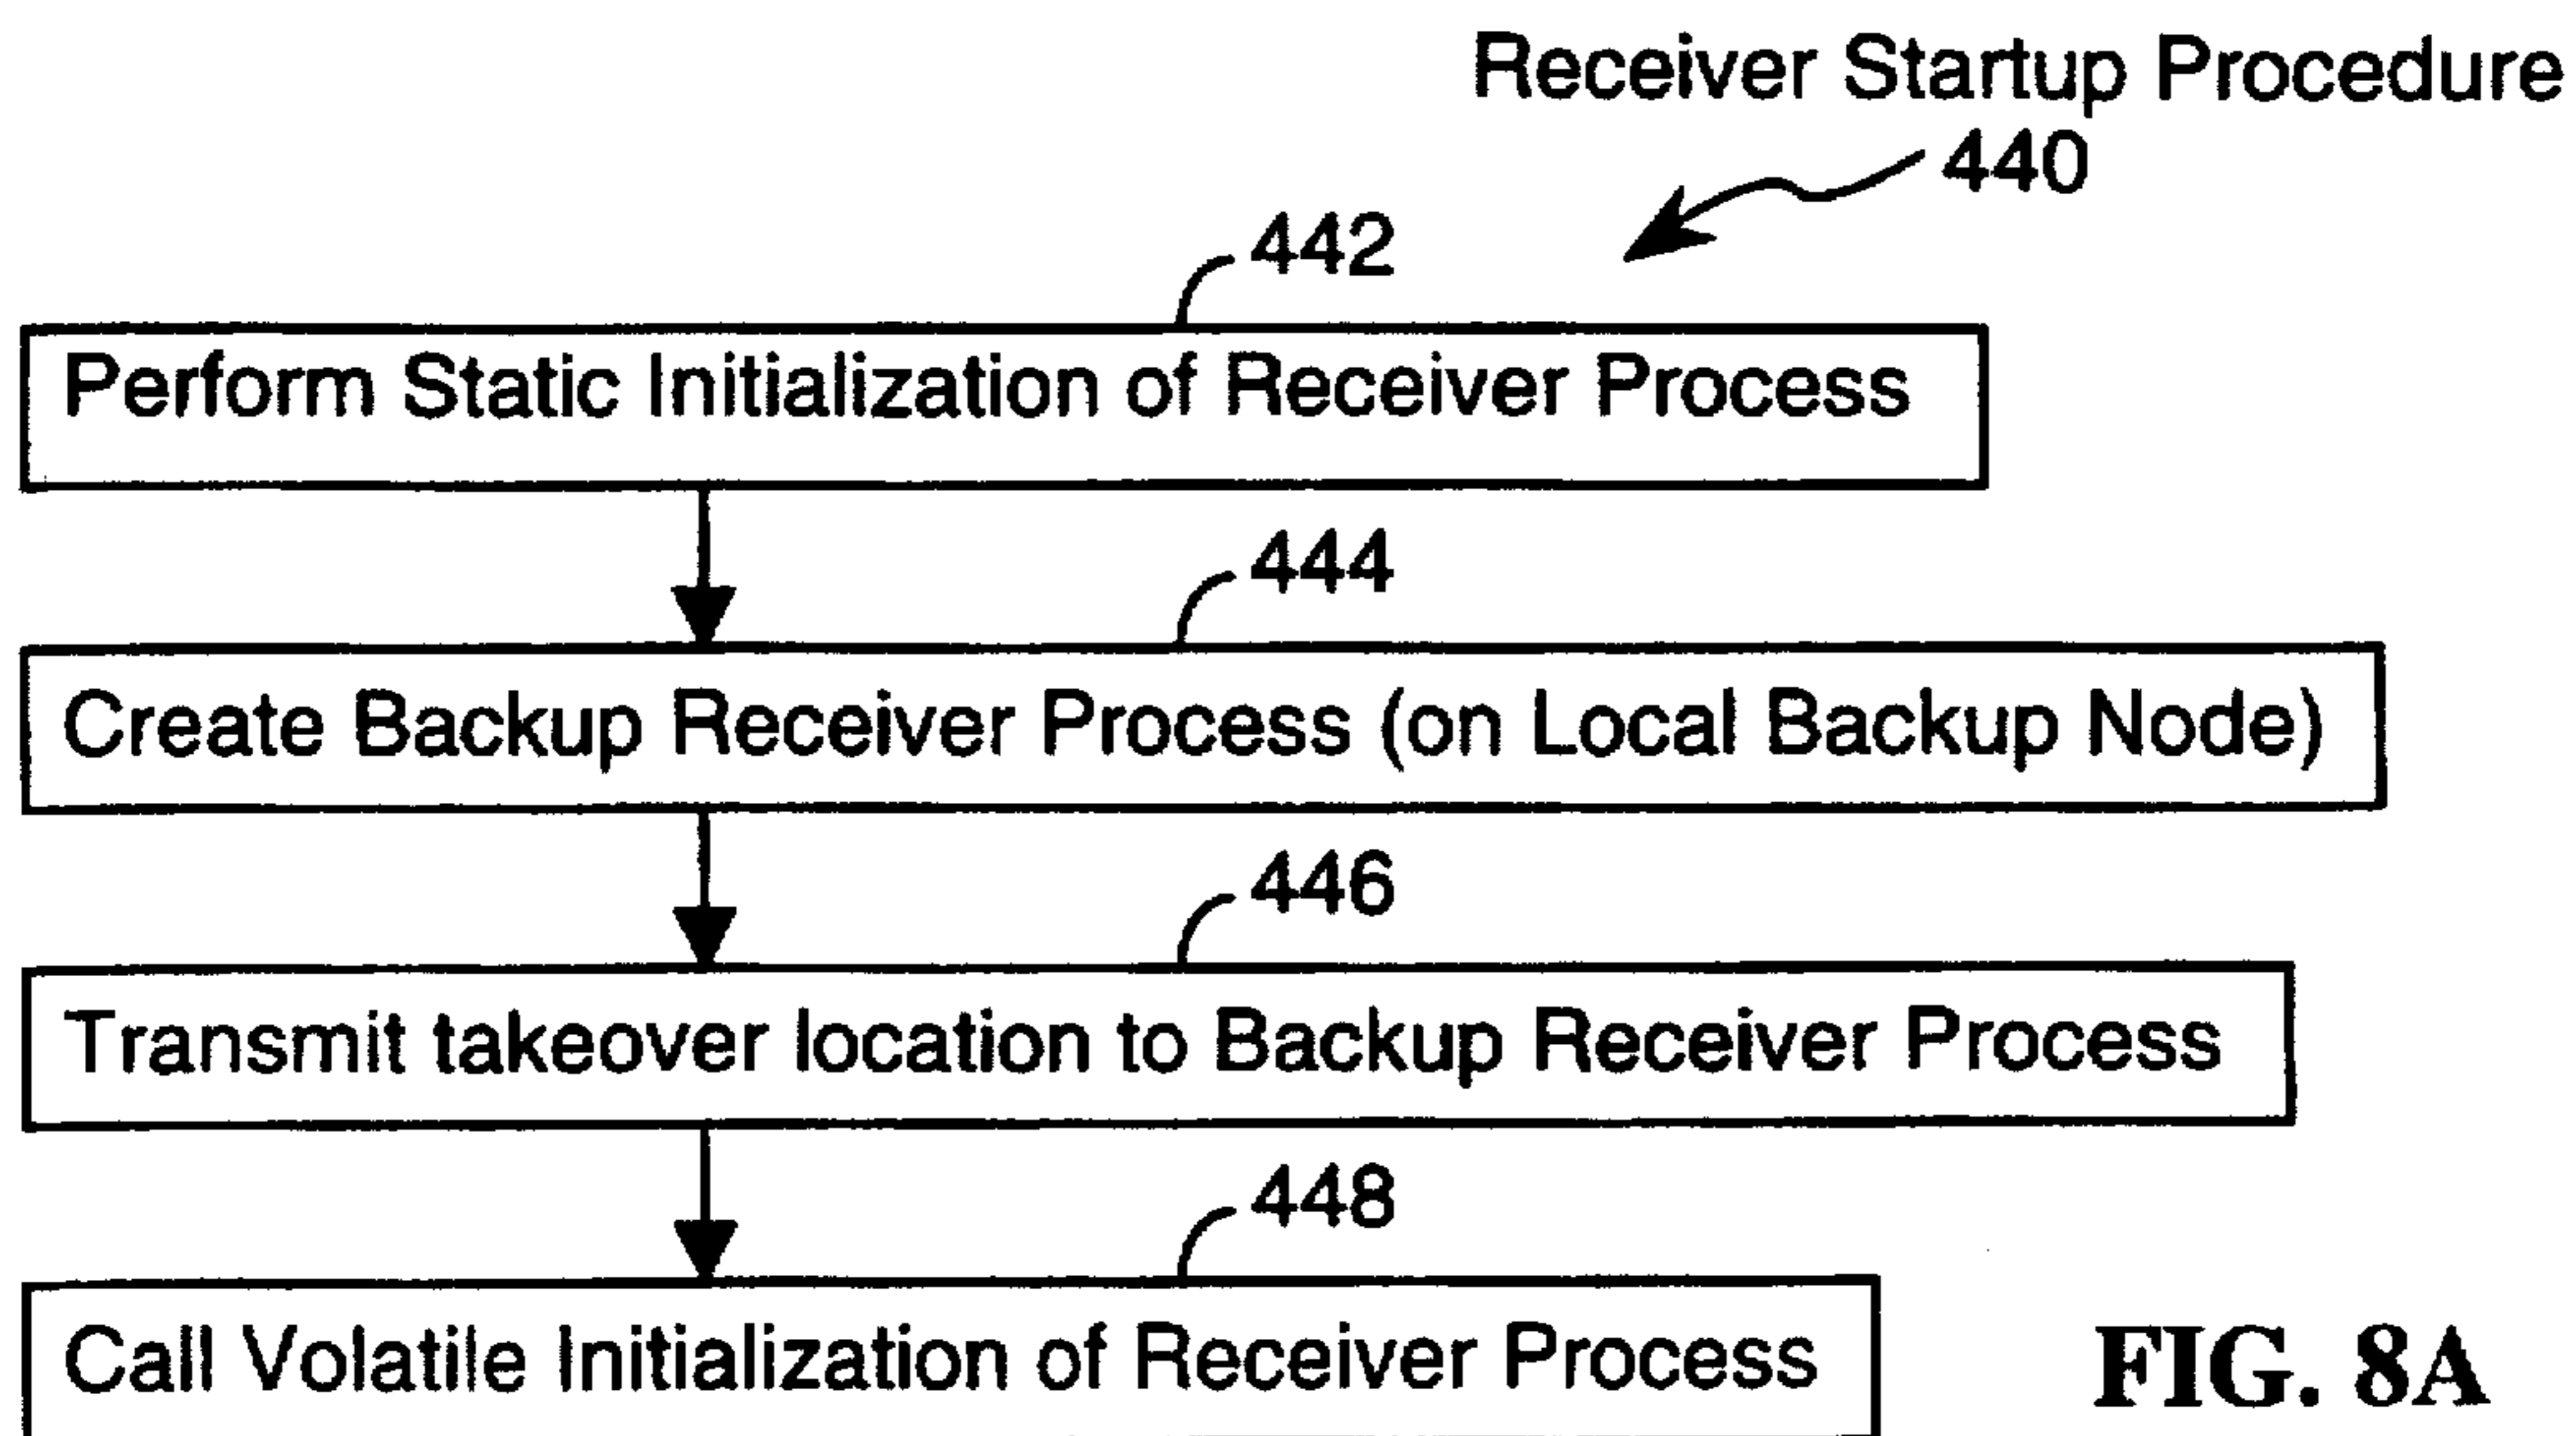 Receiver Startup Procedure
440
442
Perform Static Initialization of Receiver Process
444
Create Backup Receiver Process (on Local Backup Node)
446
Transmit takeover location to Backup Receiver Process
448
Call Volatile Initialization of Receiver Process
FIG. 8A